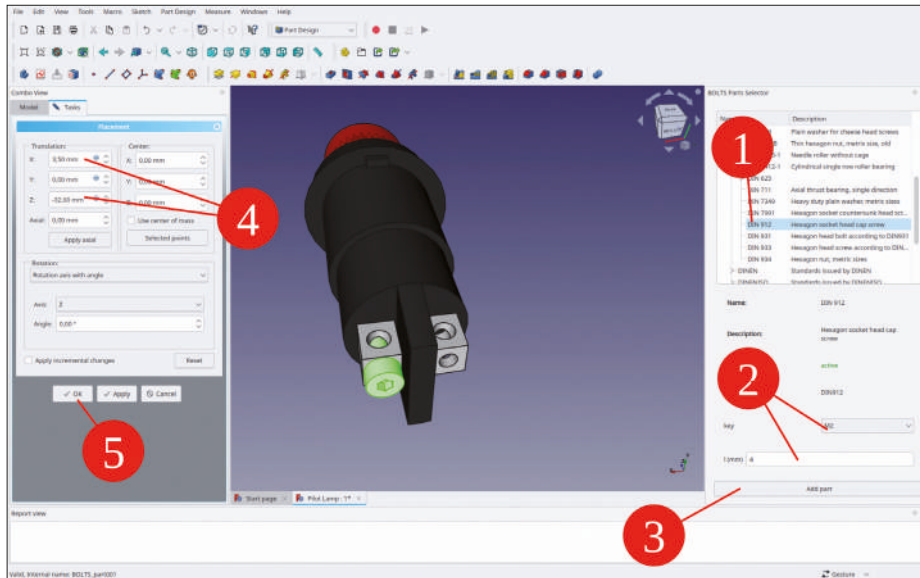 File Edit View Tools Macro Sketch Part Design Measure Windows Help
Part Design
Combo View
Model Tasks
Placement
Translation:
X: 3,50 mm
Y: 0,00 mm
Z: -32,65 mm
Axial: 0,00 mm
Apply axial
Center:
X: 0,00 mm
Y: 0,00 mm
Use center of mass
Selected points
Rotation:
Rotation axis with angle
Axis: Z
Angle: 0,00 °
Apply incremental changes
Reset
OK Apply Cancel
4
5
Start page
Pilot Lamp : 1*
BOLTS Parts Selector
Description
Plain washer for cheese head screws
Thin hexagon nut, metric size, old
Needle roller without cage
Cylindrical single row roller bearing
DIN 625
DIN 711 Axial thrust bearing, single direction
DIN 7349 Heavy duty plain washer, metric sizes
DIN 7991 Hexagon socket countersunk head scr...
DIN 912 Hexagon socket head cap screw
DIN 931 Hexagon head bolt according to DIN931
DIN 933 Hexagon head screw according to DIN...
DIN 934 Hexagon nut, metric sizes
DINEN Standards issued by DINEN
DINENISO Standards issued by DINENISO
1
Name: DIN 912
Description: Hexagon socket head cap
screw
active
DIN912
2
key
l (mm) 4
Add part
3
Report view
Valid, Internal name: BOLTS_part001
Gesture